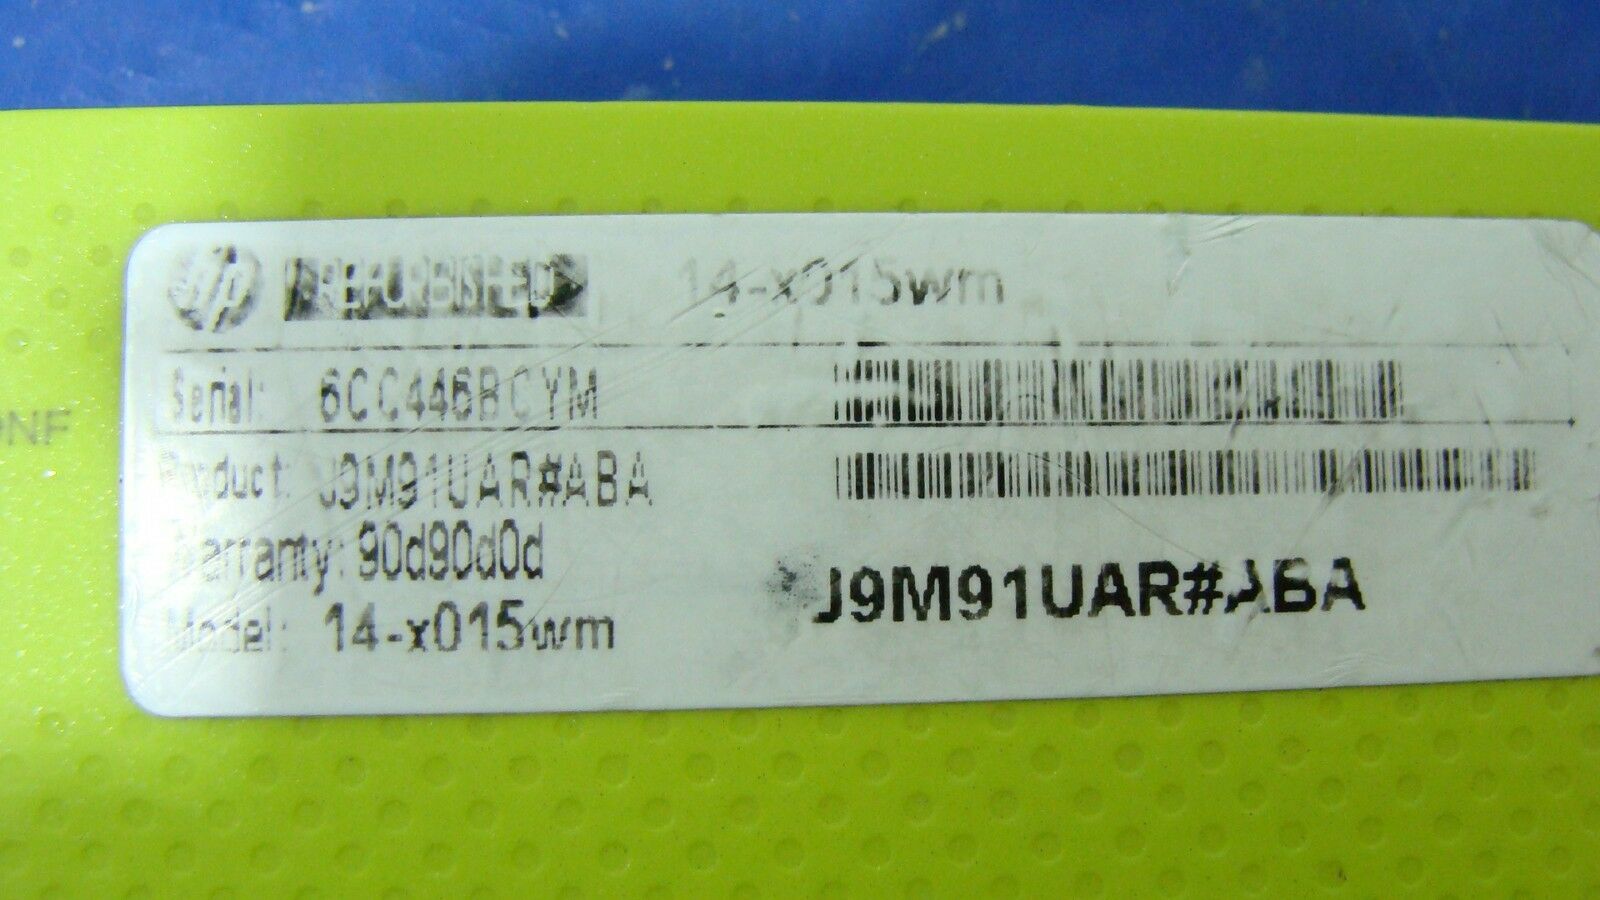 hp REFURBISHED 14-x015wm
Serial: 6CC446BCYM
Product: J9M91UAR#ABA
Warranty: 90d90d0d
J9M91UAR#ABA
Model: 14-x015wm